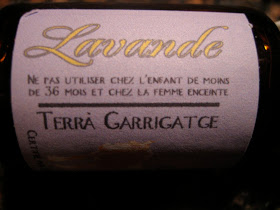 Lavande
NE PAS UTILISER CHEZ L'ENFANT DE MOINS
DE 36 MOIS ET CHEZ LA FEMME ENCEINTE
TERRÀ GARRIGATGE